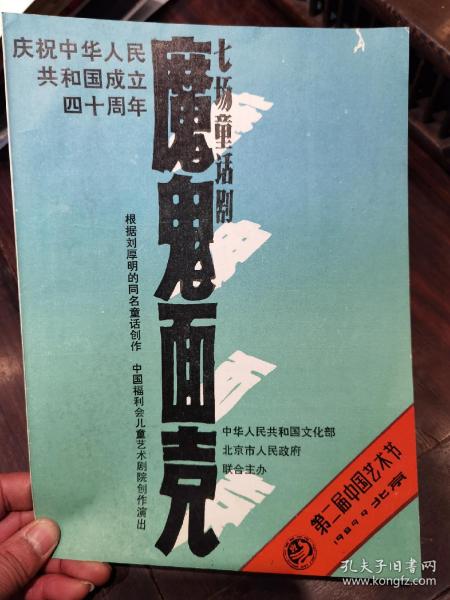 庆祝中华人民
共和国成立
四十周年
七场童话剧
魔鬼面壳
根据刘厚明的同名童话创作 中国福利会儿童艺术剧院创作演出
中华人民共和国文化部
北京市人民政府
联合主办
第二届中国艺术节
1989.9 北京
孔夫子旧书网
www.kongfz.com